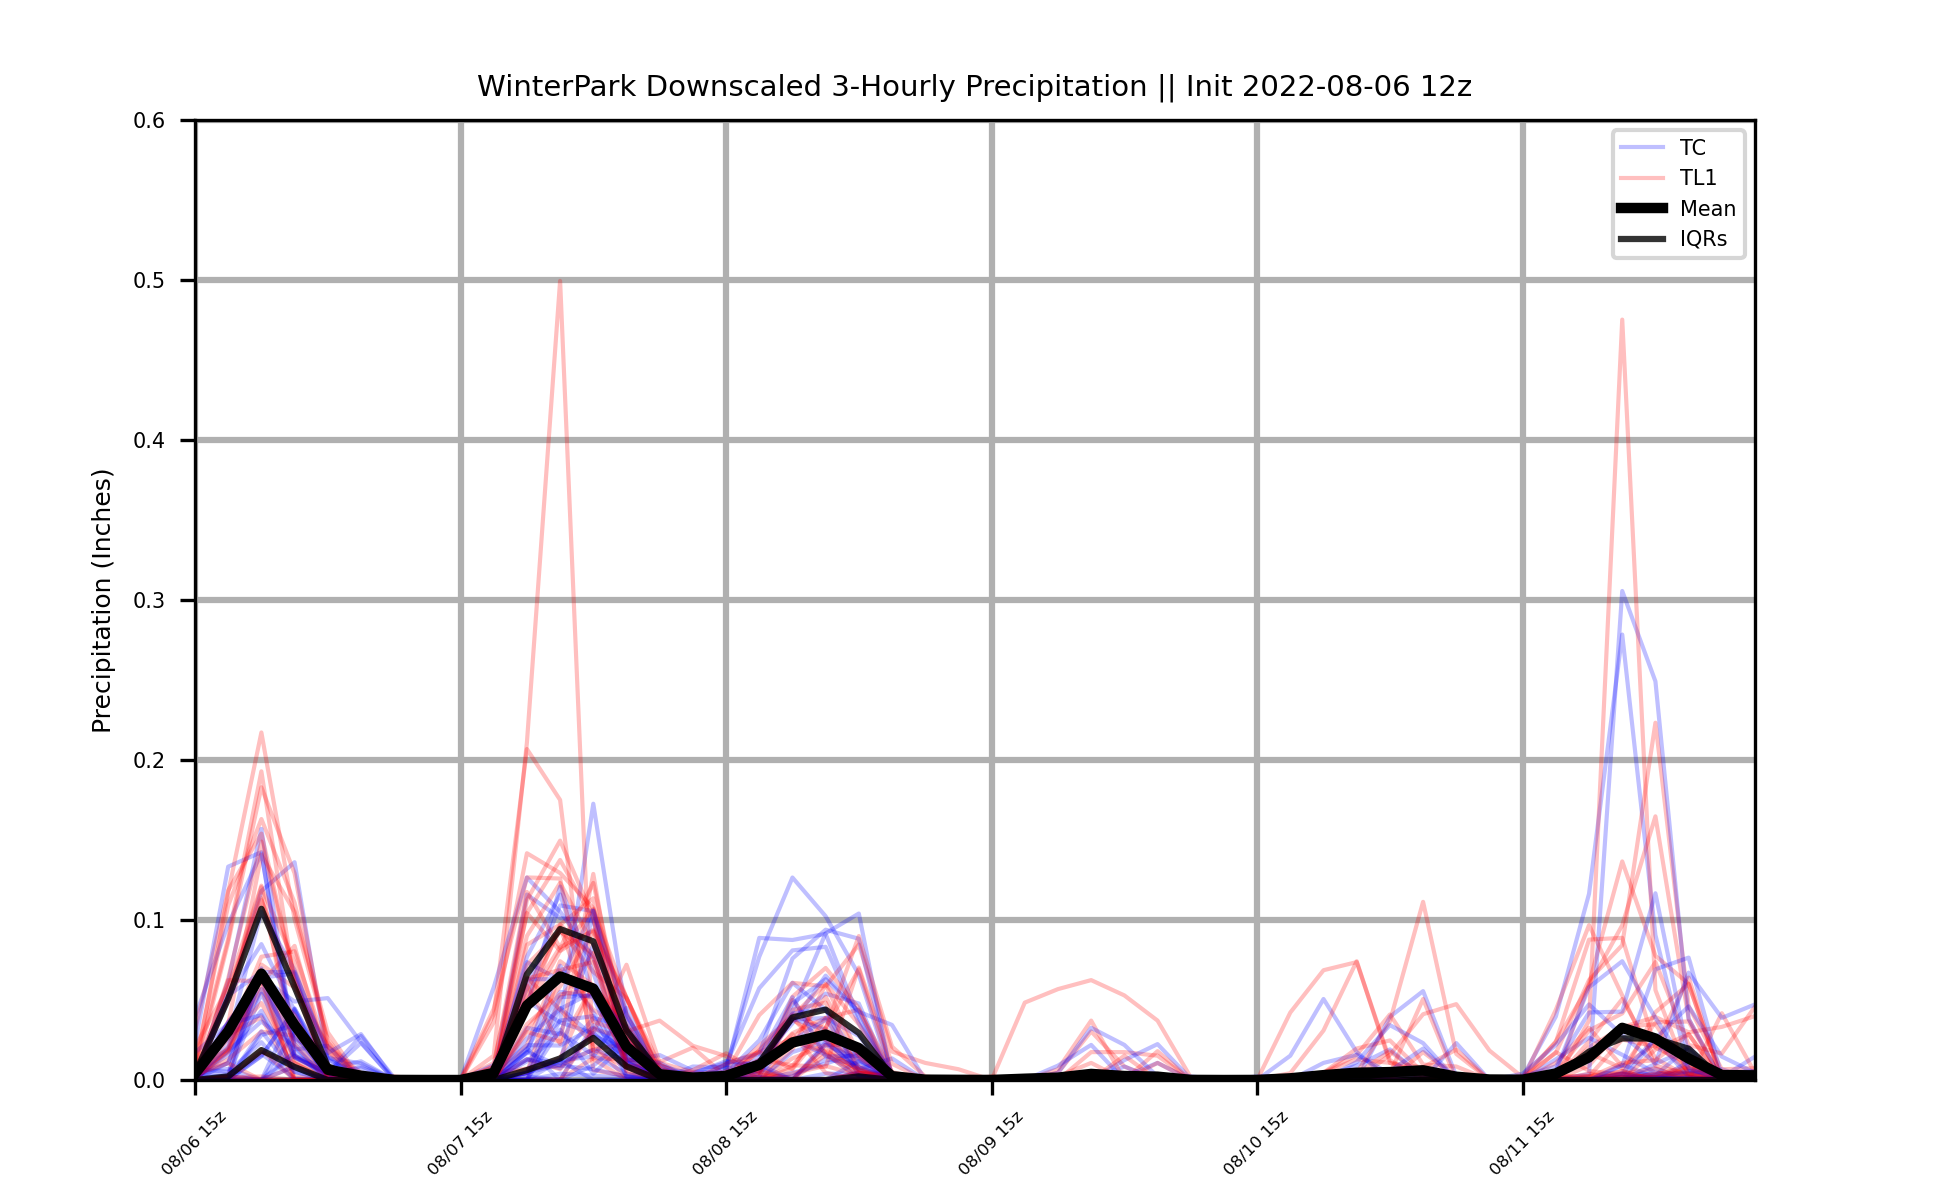 WinterPark Downscaled 3-Hourly Precipitation || Init 2022-08-06 12z
Precipitation (Inches)
0.6
0.5
0.4
0.3
0.2
0.1
0.0
TC
TL1
Mean
IQRs
08/06 15z
08/07 15z
08/08 15z
08/09 15z
08/10 15z
08/11 15z